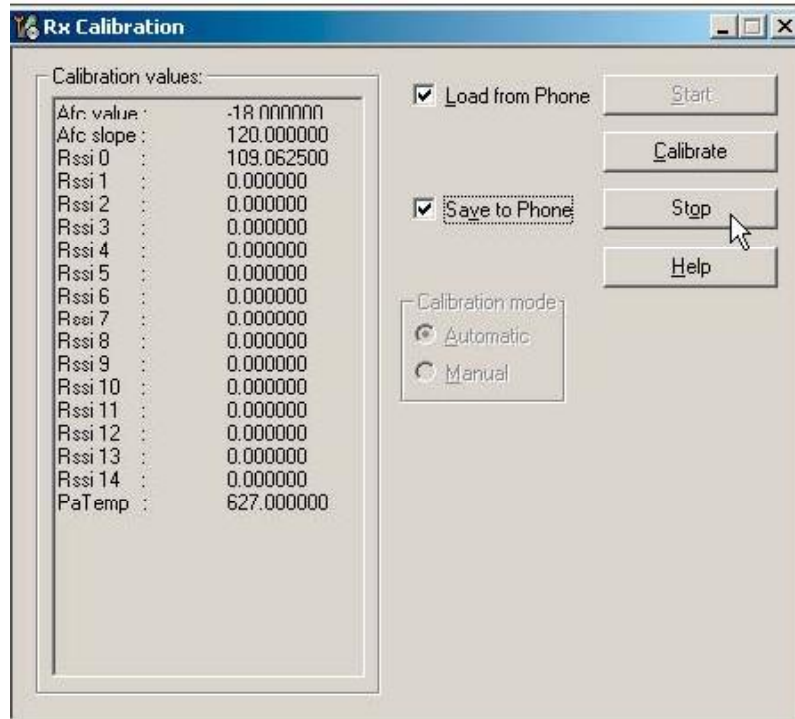 Rx Calibration
Calibration values:
Afc value : -18.000000
Afc slope : 120.000000
Rssi 0 : 109.062500
Rssi 1 : 0.000000
Rssi 2 : 0.000000
Rssi 3 : 0.000000
Rssi 4 : 0.000000
Rssi 5 : 0.000000
Rssi 6 : 0.000000
Rssi 7 : 0.000000
Rssi 8 : 0.000000
Rssi 9 : 0.000000
Rssi 10 : 0.000000
Rssi 11 : 0.000000
Rssi 12 : 0.000000
Rssi 13 : 0.000000
Rssi 14 : 0.000000
PaTemp : 627.000000
Load from Phone
Save to Phone
Calibration mode
Automatic
Manual
Start
Calibrate
Stop
Help